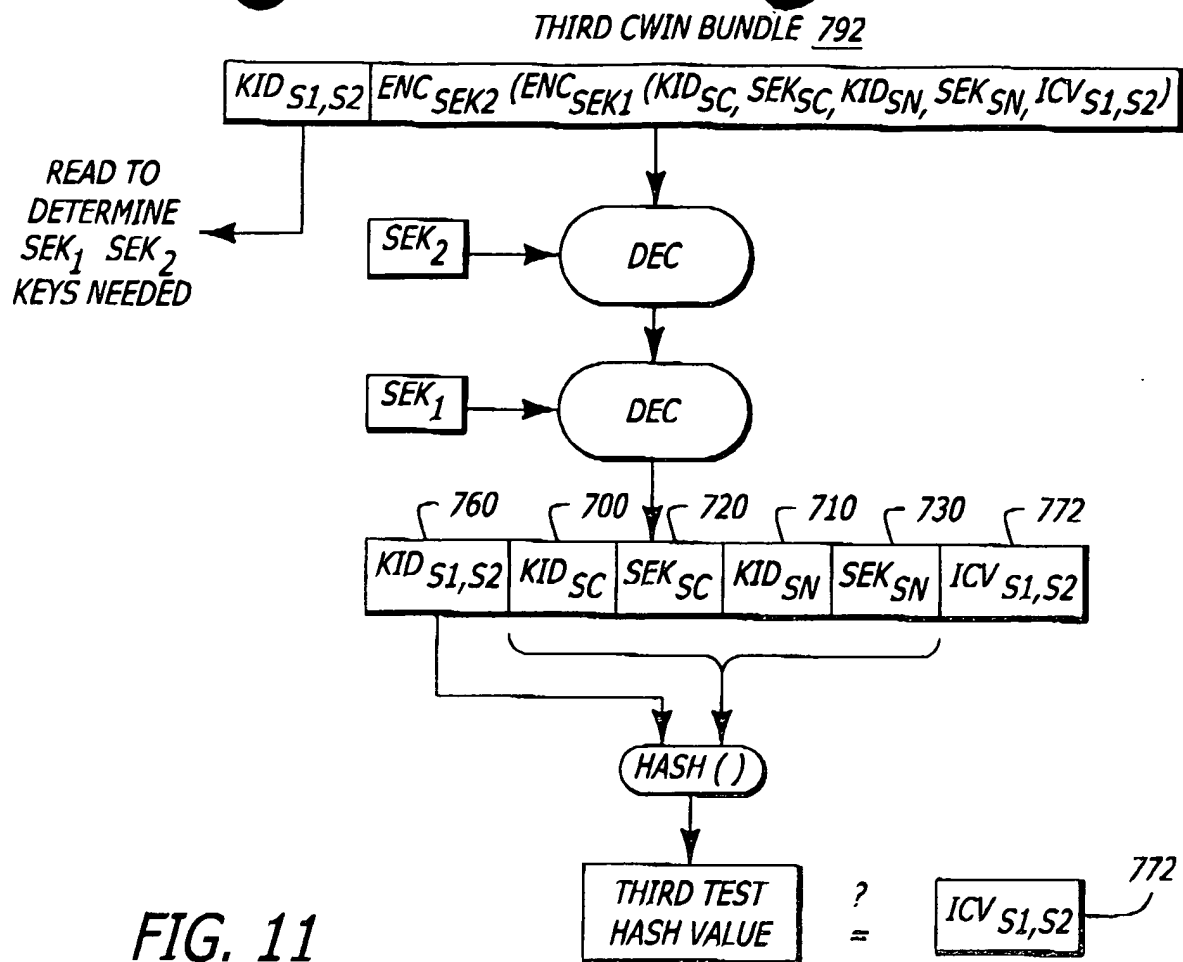 THIRD CWIN BUNDLE 792
KID S1,S2 ENC SEK2 (ENC SEK1 (KID SC, SEK SC, KID SN, SEK SN, ICV S1,S2)
READ TO
DETERMINE
SEK1 SEK2
KEYS NEEDED
SEK2
DEC
SEK1
DEC
760 700 720 710 730 772
KID S1,S2 KID SC SEK SC KID SN SEK SN ICV S1,S2
HASH ( )
THIRD TEST
HASH VALUE
?
=
ICV S1,S2
772
FIG. 11